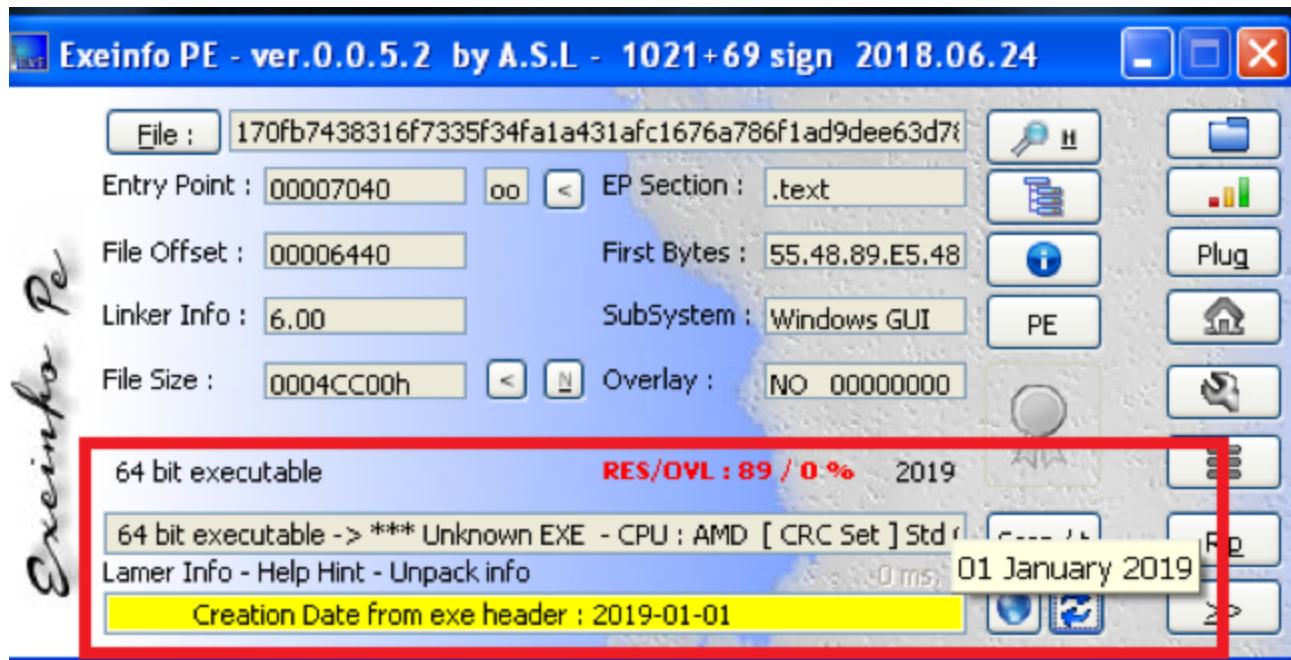 Exeinfo PE - ver.0.0.5.2 by A.S.L - 1021+69 sign 2018.06.24
File : 170fb7438316f7335f34fa1a431afc1676a786f1ad9dee63d78 H
Entry Point : 00007040 oo < EP Section : .text
File Offset : 00006440 First Bytes : 55.48.89.E5.48 Plug
Linker Info : 6.00 SubSystem : Windows GUI PE
File Size : 0004CC00h < N Overlay : NO 00000000
Exeinfo Pe
64 bit executable RES/OVL : 89 / 0 % 2019
64 bit executable -> *** Unknown EXE - CPU : AMD [ CRC Set ] Std
Lamer Info - Help Hint - Unpack info 0 ms. 01 January 2019
Creation Date from exe header : 2019-01-01 >>